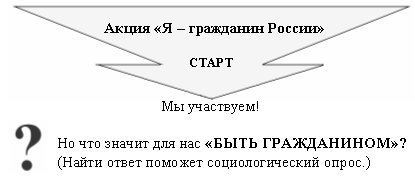 Акция «Я – гражданин России»
СТАРТ
Мы участвуем!
? Но что значит для нас «БЫТЬ ГРАЖДАНИНОМ»?
(Найти ответ поможет социологический опрос.)